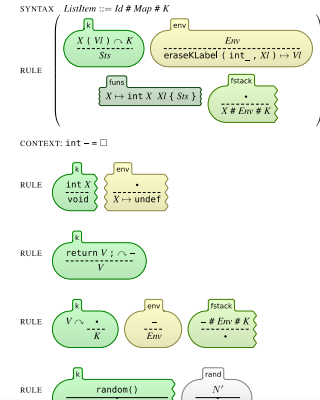 SYNTAX ListItem ::= Id # Map # K
k env
X ( Vl ) ↷ K Env
RULE Sts eraseKLabel ( int_ , Xl ) ↦ Vl
funs fstack
X ↦ int X Xl { Sts } •
X # Env # K
CONTEXT: int – = □
k env
RULE int X •
void X ↦ undef
k
RULE return V ; ↷ –
V
k env fstack
RULE V ↷ • – – # Env # K
K Env •
k rand
RULE random() N'